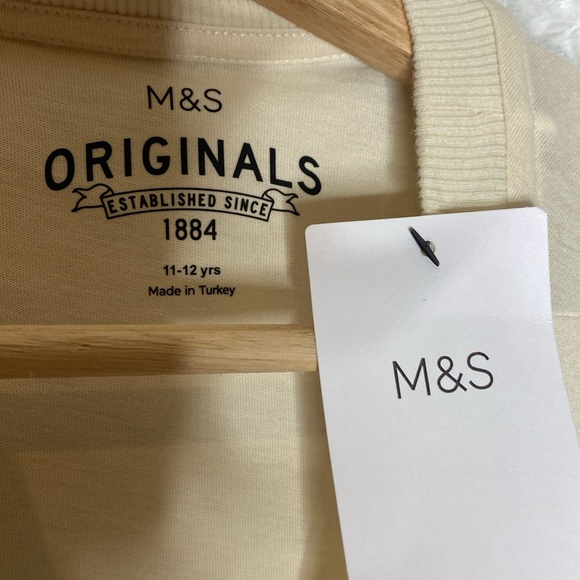 M&S
ORIGINALS
ESTABLISHED SINCE
1884
11-12 yrs
Made in Turkey
M&S